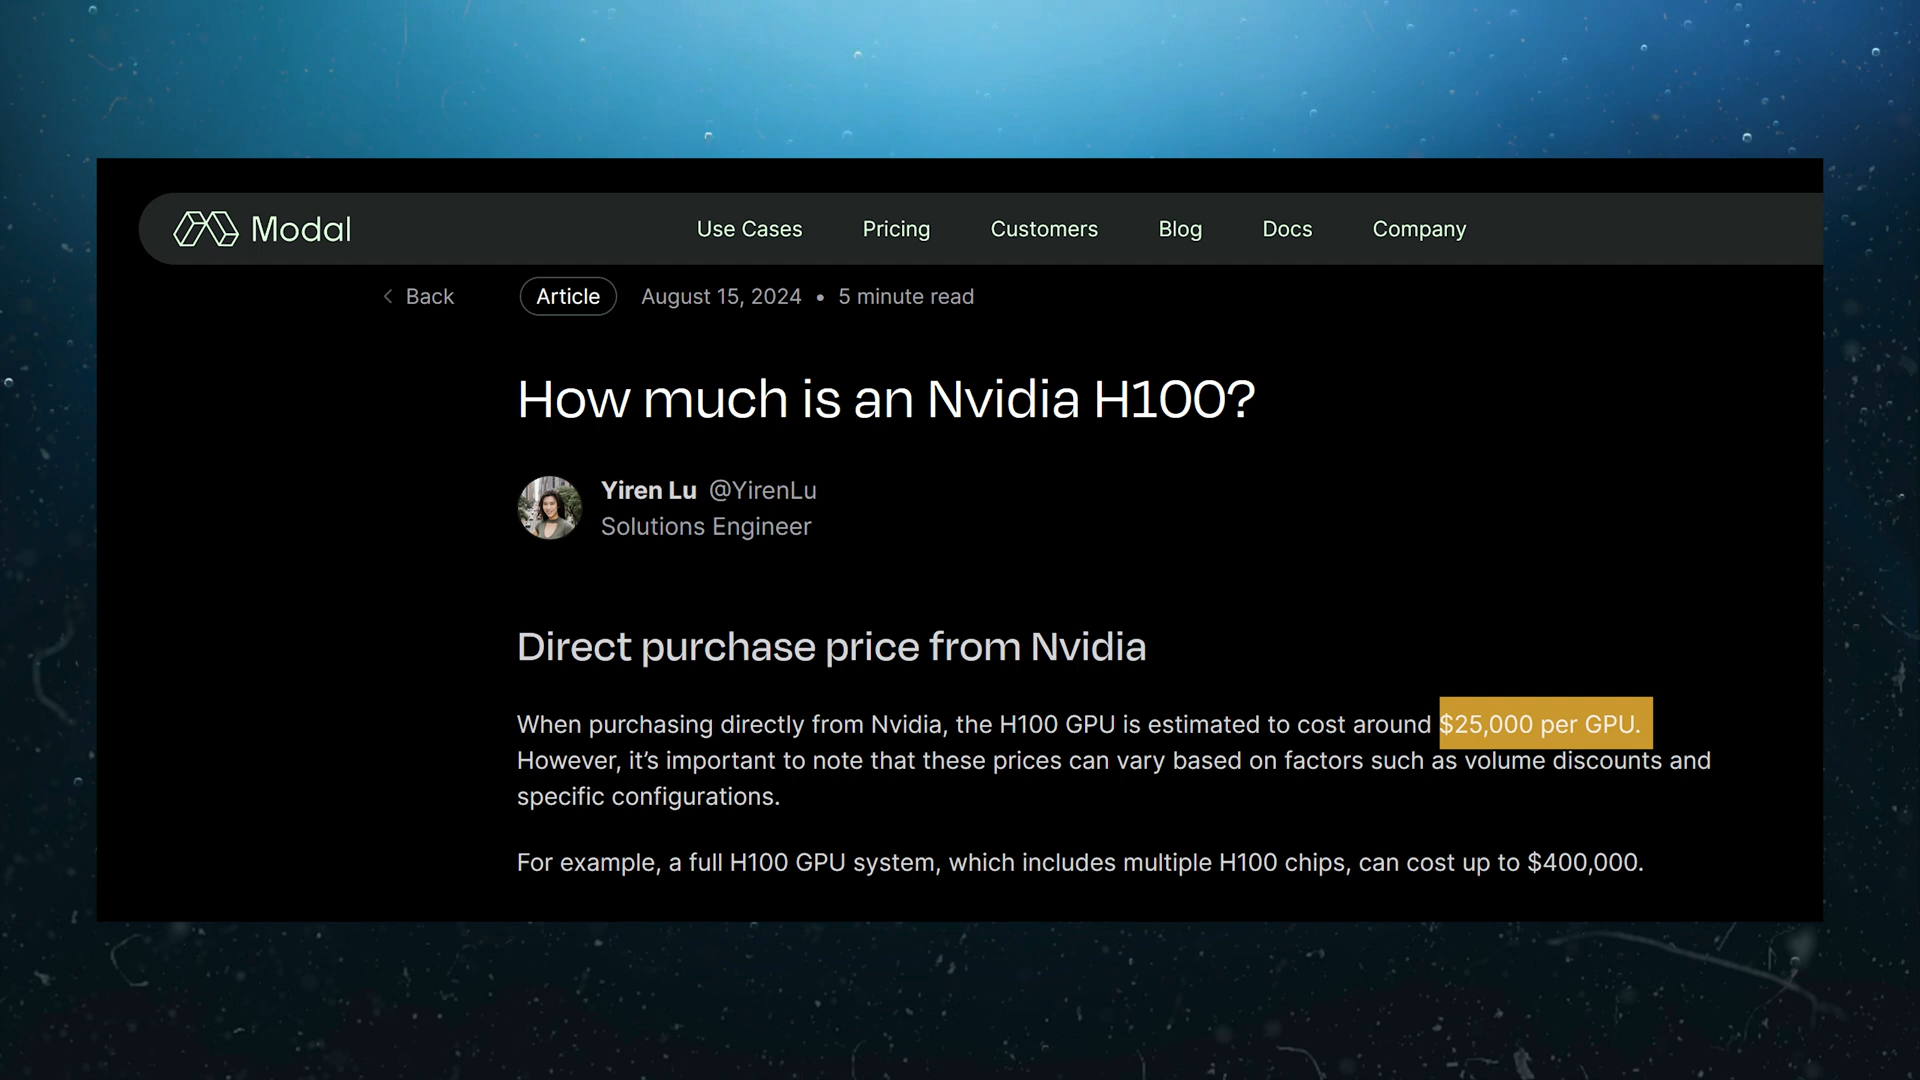 Modal
Use Cases Pricing Customers Blog Docs Company
Back Article August 15, 2024 • 5 minute read
How much is an Nvidia H100?
Yiren Lu @YirenLu
Solutions Engineer
Direct purchase price from Nvidia
When purchasing directly from Nvidia, the H100 GPU is estimated to cost around $25,000 per GPU.
However, it’s important to note that these prices can vary based on factors such as volume discounts and
specific configurations.
For example, a full H100 GPU system, which includes multiple H100 chips, can cost up to $400,000.